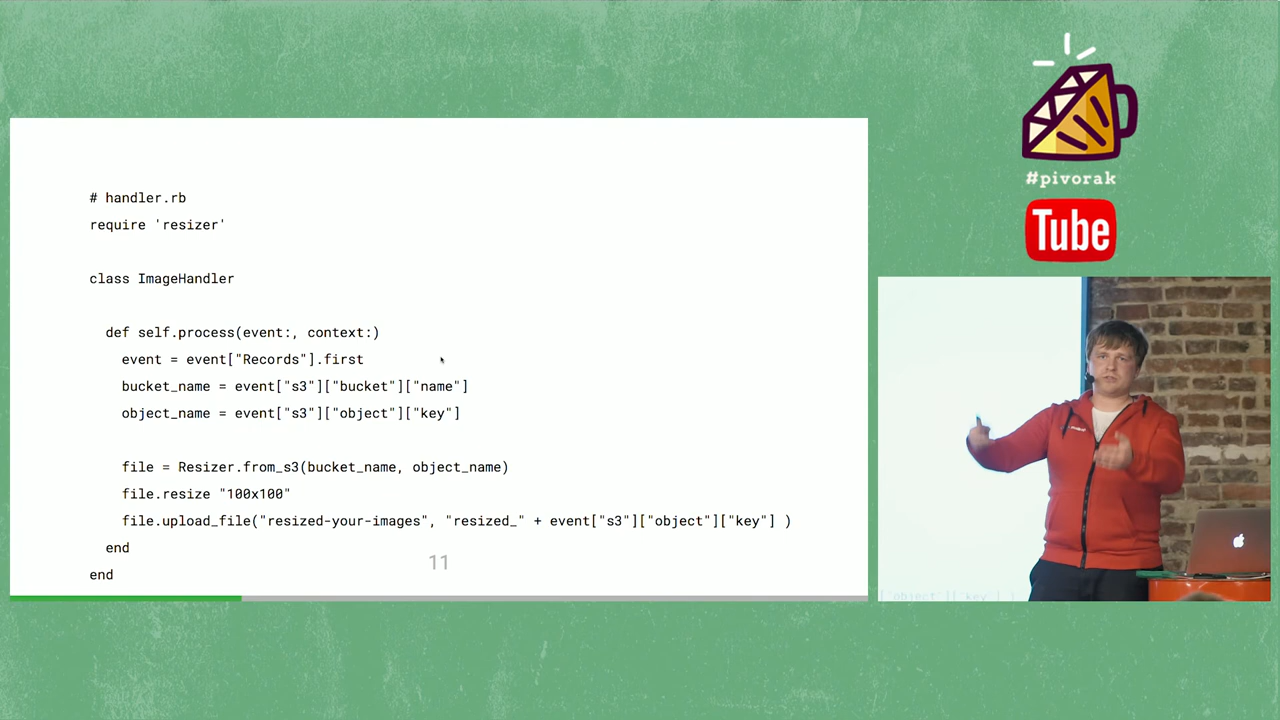 # handler.rb
require 'resizer'
class ImageHandler
def self.process(event:, context:)
event = event["Records"].first
bucket_name = event["s3"]["bucket"]["name"]
object_name = event["s3"]["object"]["key"]
file = Resizer.from_s3(bucket_name, object_name)
file.resize "100x100"
file.upload_file("resized-your-images", "resized_" + event["s3"]["object"]["key"] )
end
end
11
#pivorak
Tube